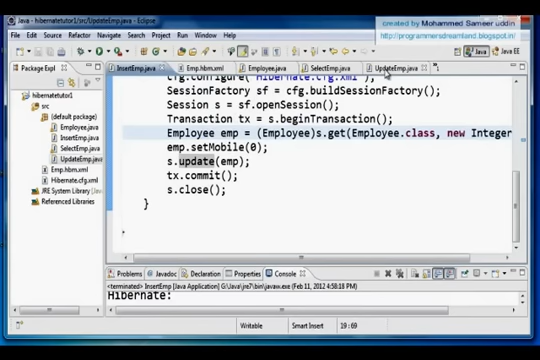 Java - hibernatetutor1/src/UpdateEmp.java - Eclipse
created by Mohammed Sameer Uddin
http://programmersdreamland.blogspot.in/
File Edit Source Refactor Navigate Search Project Run Window Help
Java Java EE
Package Expl
InsertEmp.java Emp.hbm.xml Employee.java SelectEmp.java UpdateEmp.java
hibernatetutor1
src
(default package)
Employee.java
InsertEmp.java
SelectEmp.java
UpdateEmp.java
Emp.hbm.xml
Hibernate.cfg.xml
JRE System Library
Referenced Libraries
cfg.configure("Hibernate.cfg.xml");
SessionFactory sf = cfg.buildSessionFactory();
Session s = sf.openSession();
Transaction tx = s.beginTransaction();
Employee emp = (Employee)s.get(Employee.class, new Integer
emp.setMobile(0);
s.update(emp);
tx.commit();
s.close();
}
Problems Javadoc Declaration Properties Console
<terminated> InsertEmp [Java Application] G:\Java\jre7\bin\javaw.exe (Feb 11, 2012 4:58:18 PM)
Hibernate:
Writable Smart Insert 19 : 69